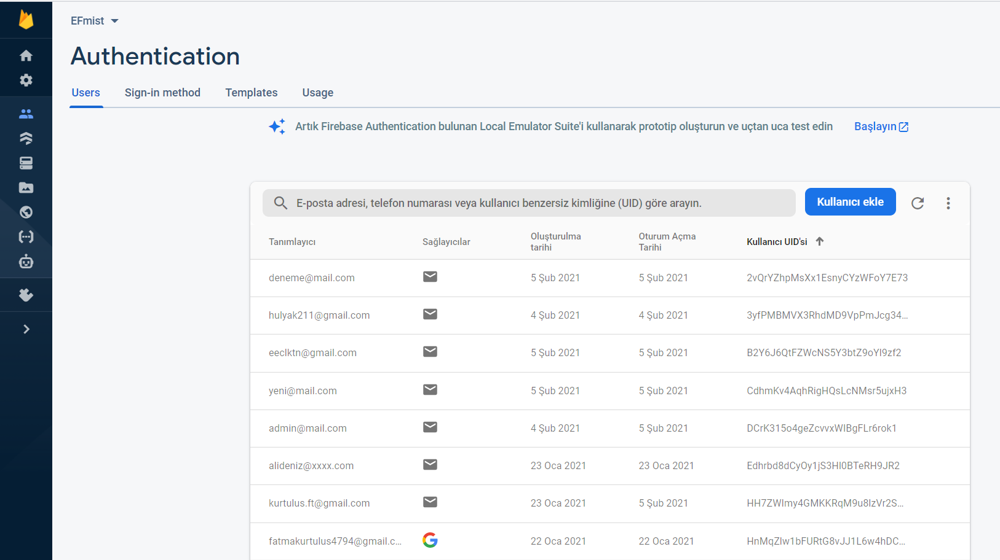 EFmist
Authentication
Users Sign-in method Templates Usage
Artık Firebase Authentication bulunan Local Emulator Suite'i kullanarak prototip oluşturun ve uçtan uca test edin Başlayın
E-posta adresi, telefon numarası veya kullanıcı benzersiz kimliğine (UID) göre arayın. Kullanıcı ekle
Tanımlayıcı Sağlayıcılar Oluşturulma tarihi Oturum Açma Tarihi Kullanıcı UID'si
deneme@mail.com 5 Şub 2021 5 Şub 2021 2vQrYZhpMsXx1EsnyCYzWFoY7E73
hulyak211@gmail.com 4 Şub 2021 4 Şub 2021 3yfPMBMVX3RhdMD9VpPmJcg34...
eeclktn@gmail.com 5 Şub 2021 5 Şub 2021 B2Y6J6QtFZWcNS5Y3btZ9oYl9zf2
yeni@mail.com 5 Şub 2021 5 Şub 2021 CdhmKv4AqhRigHQsLcNMsr5ujxH3
admin@mail.com 4 Şub 2021 5 Şub 2021 DCrK315o4geZcvvxWIBgFLr6rok1
alideniz@xxxx.com 23 Oca 2021 23 Oca 2021 Edhrbd8dCyOy1jS3Hl0BTeRH9JR2
kurtulus.ft@gmail.com 23 Oca 2021 5 Şub 2021 HH7ZWlmy4GMKKRqM9u8lzVr2S...
fatmakurtulus4794@gmail.c... 22 Oca 2021 22 Oca 2021 HnMqZlw1bFURtG8vJJ1L6w4hDC...